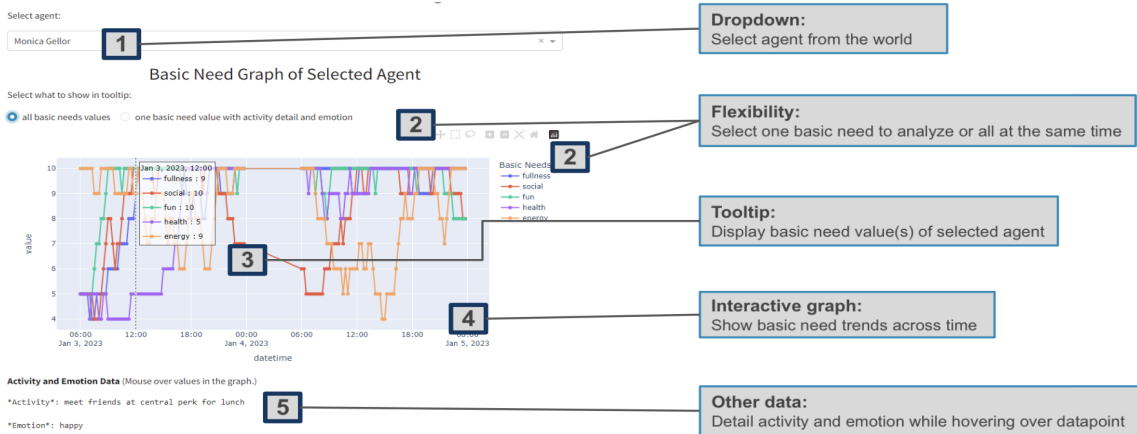 Select agent:
Monica Gellor
1
Dropdown:
Select agent from the world
Basic Need Graph of Selected Agent
Select what to show in tooltip:
all basic needs values
one basic need value with activity detail and emotion
2
Flexibility:
Select one basic need to analyze or all at the same time
2
Basic Needs
fullness
social
fun
health
energy
Jan 3, 2023, 12:00
fullness : 9
social : 10
fun : 10
health : 5
energy : 9
10
9
8
7
6
5
4
value
3
Tooltip:
Display basic need value(s) of selected agent
4
Interactive graph:
Show basic need trends across time
06:00
Jan 3, 2023
12:00
18:00
00:00
Jan 4, 2023
06:00
12:00
18:00
00:00
Jan 5, 2023
datetime
Activity and Emotion Data (Mouse over values in the graph.)
*Activity*: meet friends at central perk for lunch
*Emotion*: happy
5
Other data:
Detail activity and emotion while hovering over datapoint